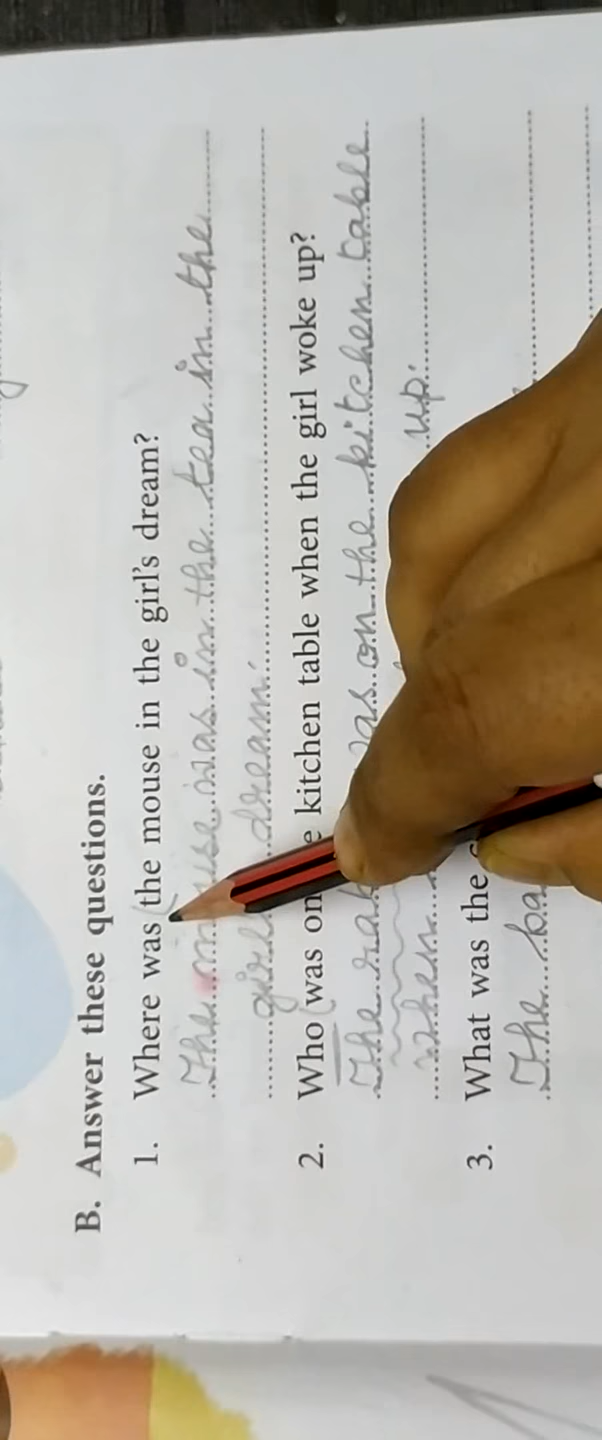 B. Answer these questions.
1. Where was the mouse in the girl's dream?
The mouse was in the tea in the
girl dream.
2. Who was on kitchen table when the girl woke up?
The as on the kitchen table
when up.
3. What was the
The